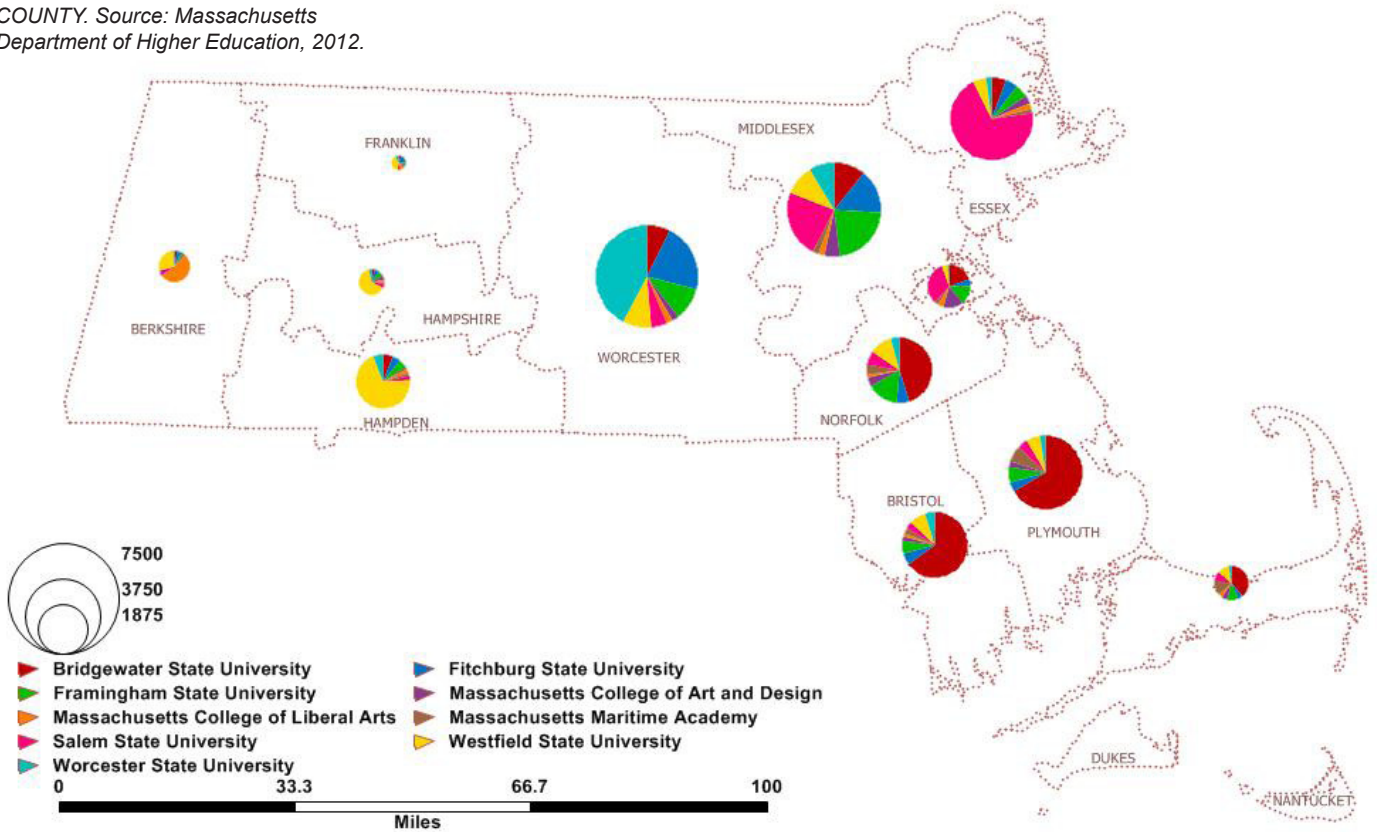 COUNTY. Source: Massachusetts
Department of Higher Education, 2012.
MIDDLESEX
FRANKLIN
ESSEX
HAMPSHIRE
BERKSHIRE
WORCESTER
NORFOLK
HAMPDEN
BRISTOL
PLYMOUTH
7500
3750
1875
Bridgewater State University
Framingham State University
Massachusetts College of Liberal Arts
Salem State University
Worcester State University
Fitchburg State University
Massachusetts College of Art and Design
Massachusetts Maritime Academy
Westfield State University
DUKES
NANTUCKET
0 33.3 66.7 100
Miles